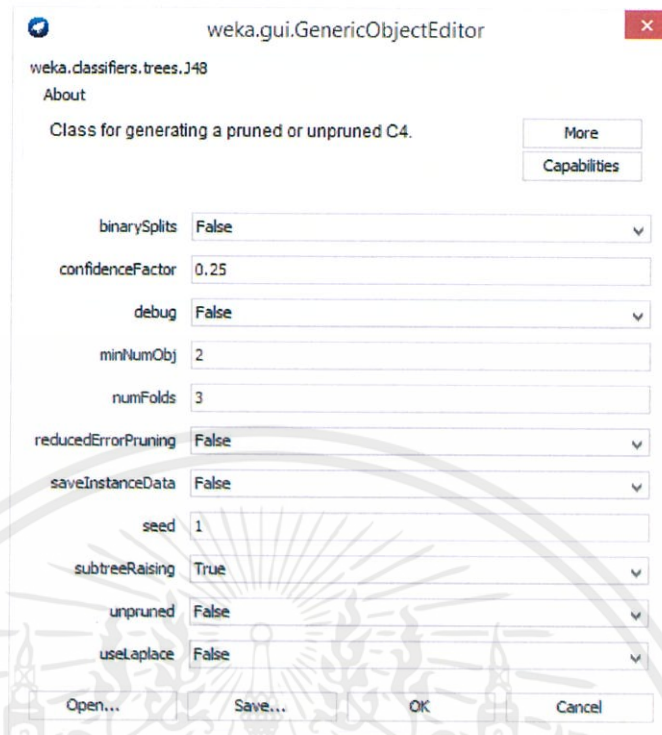 weka.gui.GenericObjectEditor
weka.classifiers.trees.J48
About
Class for generating a pruned or unpruned C4.
More
Capabilities
binarySplits False
confidenceFactor 0.25
debug False
minNumObj 2
numFolds 3
reducedErrorPruning False
saveInstanceData False
seed 1
subtreeRaising True
unpruned False
useLaplace False
Open... Save... OK Cancel